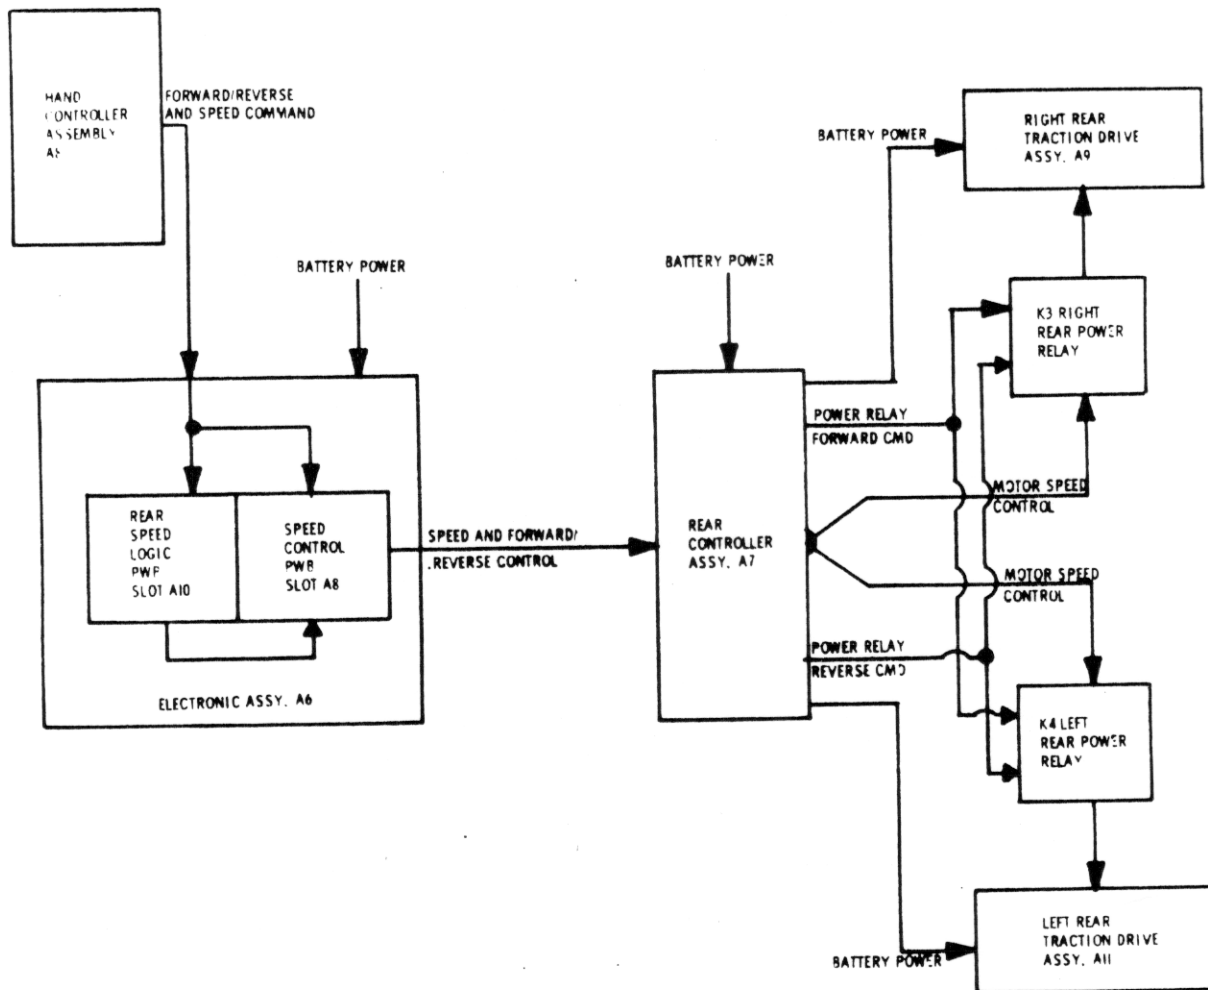 HAND
CONTROLLER
ASSEMBLY
FORWARD/REVERSE
AND SPEED COMMAND
BATTERY POWER
REAR
SPEED
LOGIC
SLOT A10
SPEED
CONTROL
PWB
SLOT A8
ELECTRONIC ASSY. A6
SPEED AND FORWARD/
.REVERSE CONTROL
BATTERY POWER
REAR
CONTROLLER
ASSY. A7
BATTERY POWER
RIGHT REAR
TRACTION DRIVE
ASSY. A9
K3 RIGHT
REAR POWER
RELAY
POWER RELAY
FORWARD CMD
MOTOR SPEED
CONTROL
MOTOR SPEED
CONTROL
POWER RELAY
REVERSE CMD
K4 LEFT
REAR POWER
RELAY
BATTERY POWER
LEFT REAR
TRACTION DRIVE
ASSY. A11